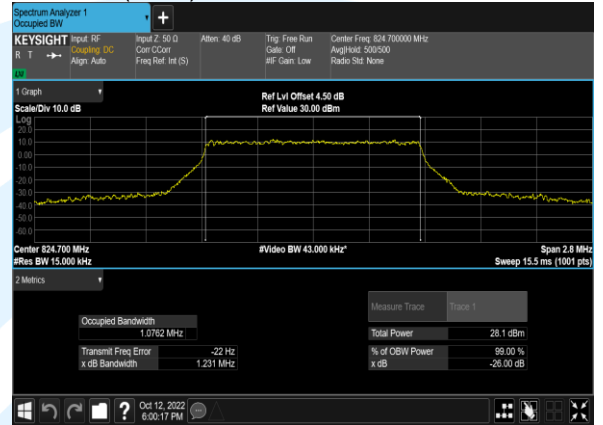 Spectrum Analyzer 1
Occupied BW
KEYSIGHT
R T
LV
Input: RF
Coupling: DC
Align: Auto
Input Z: 50 Ω
Corr CCorr
Freq Ref: Int (S)
Atten: 40 dB
Trig: Free Run
Gate: Off
#IF Gain: Low
Center Freq: 824.700000 MHz
Avg|Hold: 500/500
Radio Std: None
1 Graph
Scale/Div 10.0 dB
Ref Lvl Offset 4.50 dB
Ref Value 30.00 dBm
Log
20.0
10.0
0.00
-10.0
-20.0
-30.0
-40.0
-50.0
-60.0
Center 824.700 MHz
#Res BW 15.000 kHz
#Video BW 43.000 kHz*
Span 2.8 MHz
Sweep 15.5 ms (1001 pts)
2 Metrics
Measure Trace Trace 1
Occupied Bandwidth
1.0762 MHz
Total Power 28.1 dBm
Transmit Freq Error -22 Hz
% of OBW Power 99.00 %
x dB Bandwidth 1.231 MHz
x dB -26.00 dB
?
Oct 12, 2022
6:00:17 PM